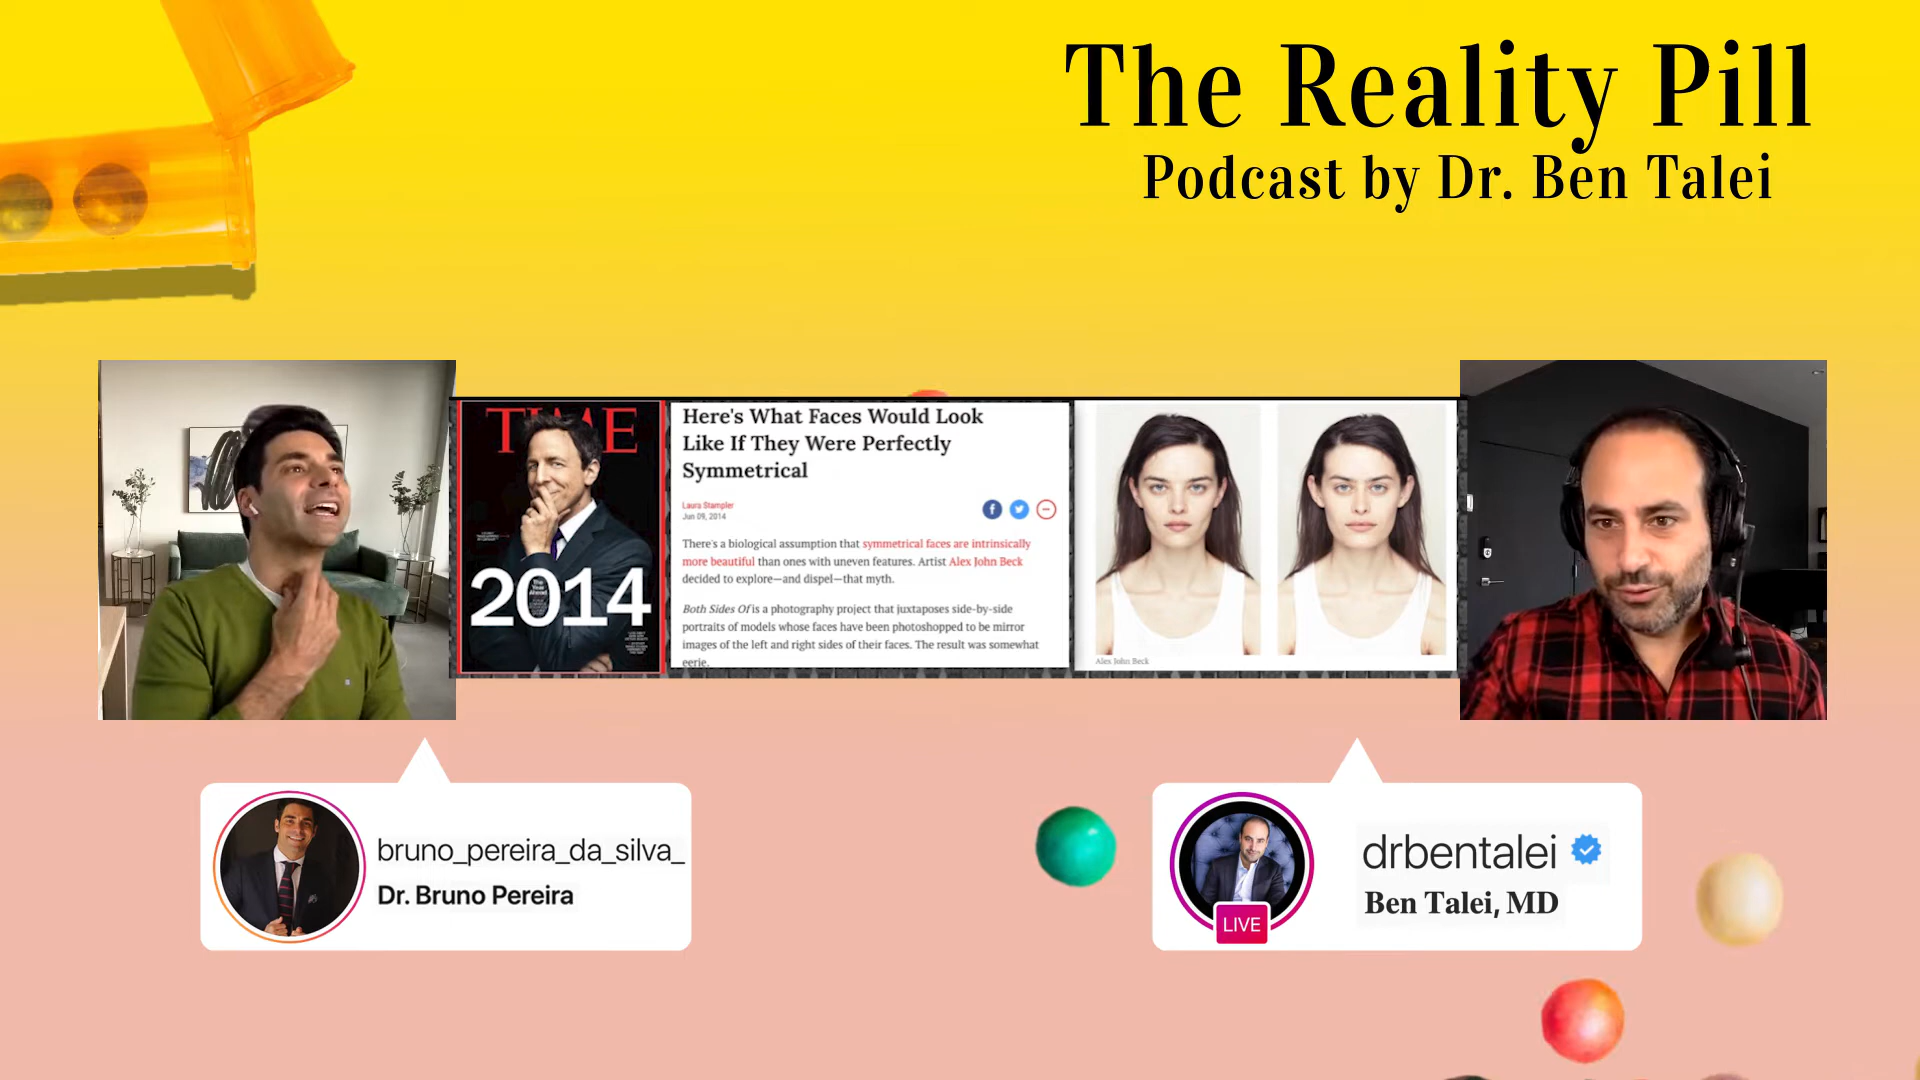 The Reality Pill
Podcast by Dr. Ben Talei
TIME
2014
Here's What Faces Would Look
Like If They Were Perfectly
Symmetrical
Laura Stampler
Jun 09, 2014
There's a biological assumption that symmetrical faces are intrinsically
more beautiful than ones with uneven features. Artist Alex John Beck
decided to explore—and dispel—that myth.
Both Sides Of is a photography project that juxtaposes side-by-side
portraits of models whose faces have been photoshopped to be mirror
images of the left and right sides of their faces. The result was somewhat
eerie.
Alex John Beck
bruno_pereira_da_silva_
Dr. Bruno Pereira
LIVE
drbentalei
Ben Talei, MD